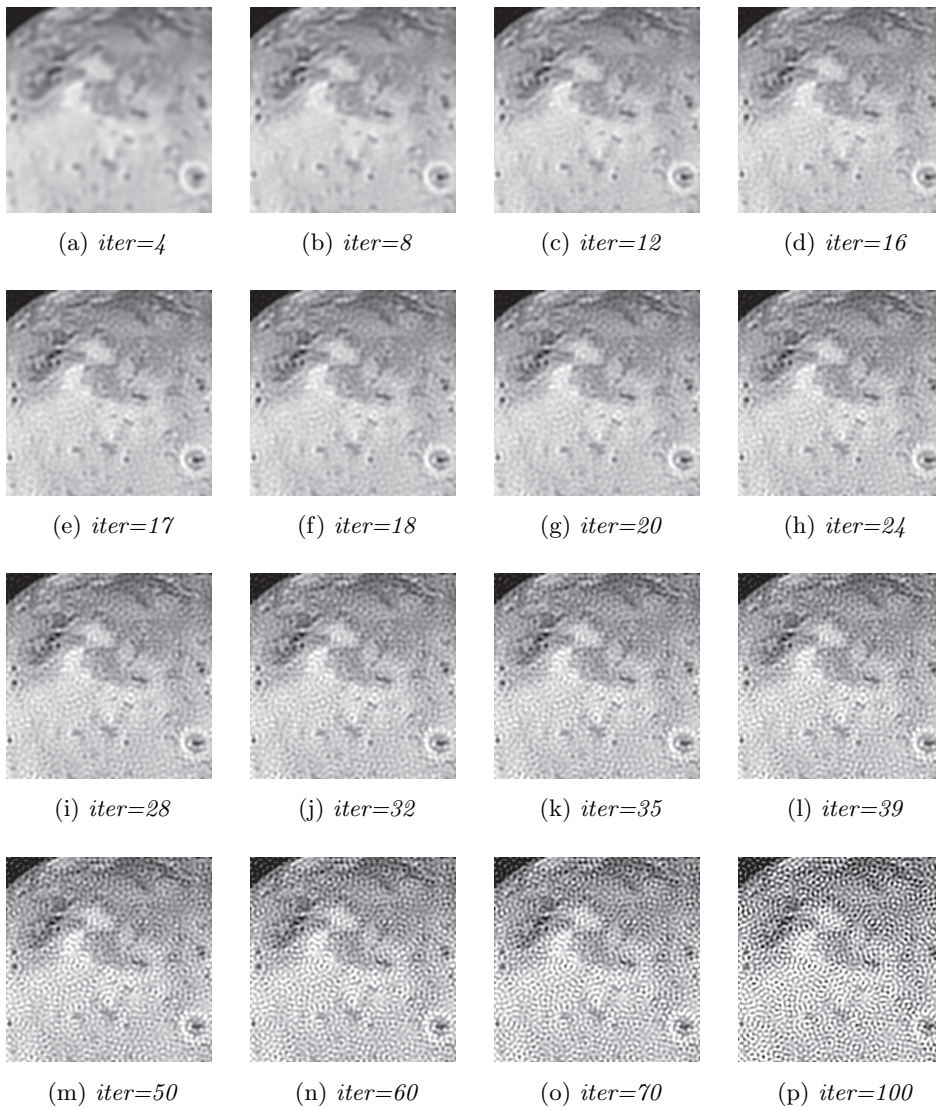 (a) iter=4
(b) iter=8
(c) iter=12
(d) iter=16
(e) iter=17
(f) iter=18
(g) iter=20
(h) iter=24
(i) iter=28
(j) iter=32
(k) iter=35
(l) iter=39
(m) iter=50
(n) iter=60
(o) iter=70
(p) iter=100